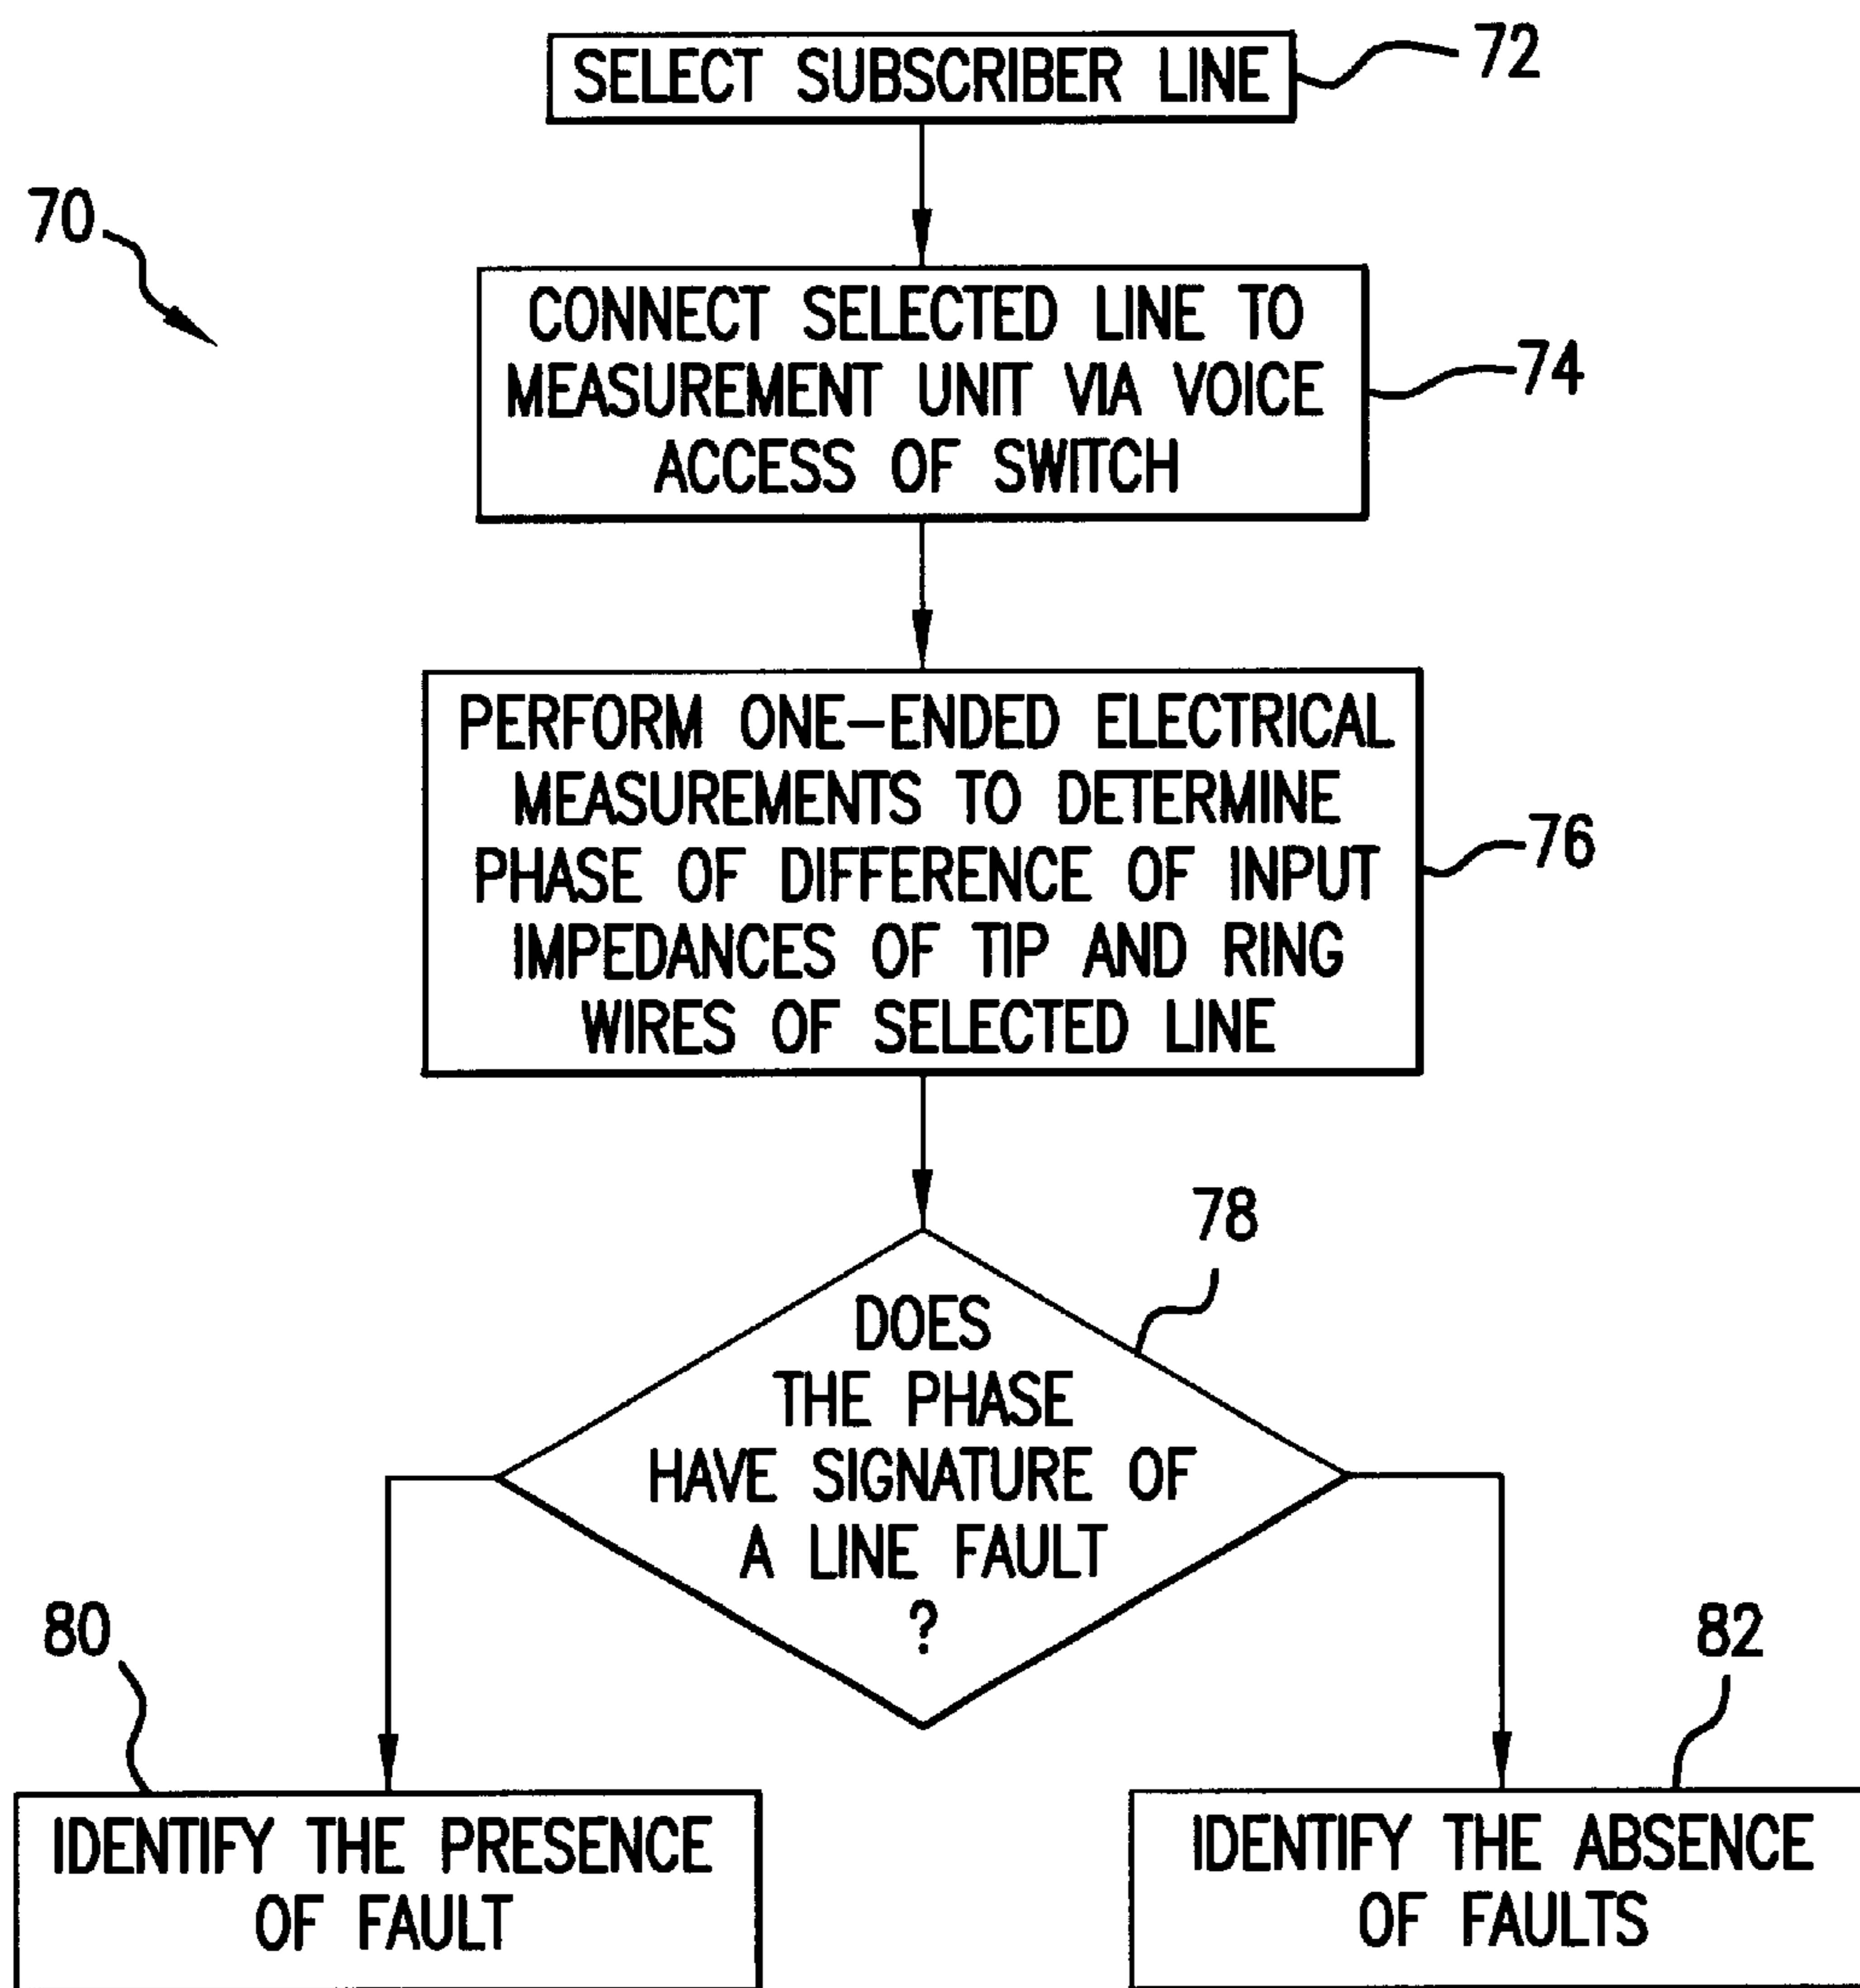 SELECT SUBSCRIBER LINE
72
70
CONNECT SELECTED LINE TO
MEASUREMENT UNIT VIA VOICE
ACCESS OF SWITCH
74
PERFORM ONE-ENDED ELECTRICAL
MEASUREMENTS TO DETERMINE
PHASE OF DIFFERENCE OF INPUT
IMPEDANCES OF TIP AND RING
WIRES OF SELECTED LINE
76
78
DOES
THE PHASE
HAVE SIGNATURE OF
A LINE FAULT
?
80
82
IDENTIFY THE PRESENCE
OF FAULT
IDENTIFY THE ABSENCE
OF FAULTS